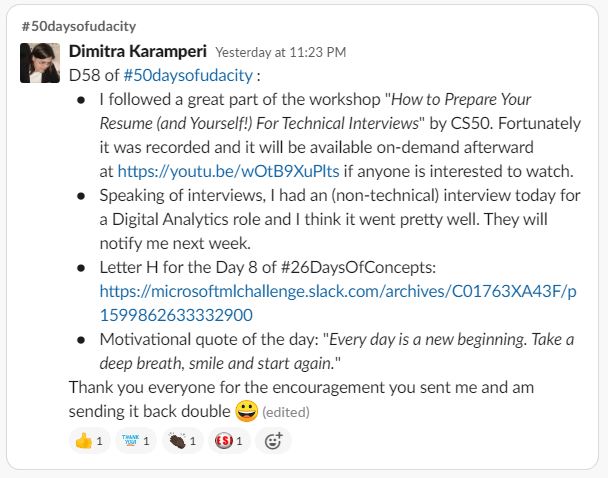 #50daysofudacity
Dimitra Karamperi Yesterday at 11:23 PM
D58 of #50daysofudacity :
• I followed a great part of the workshop "How to Prepare Your
Resume (and Yourself!) For Technical Interviews" by CS50. Fortunately
it was recorded and it will be available on-demand afterward
at https://youtu.be/wOtB9XuPlts if anyone is interested to watch.
• Speaking of interviews, I had an (non-technical) interview today for
a Digital Analytics role and I think it went pretty well. They will
notify me next week.
• Letter H for the Day 8 of #26DaysOfConcepts:
https://microsoftmlchallenge.slack.com/archives/C01763XA43F/p
1599862633332900
• Motivational quote of the day: "Every day is a new beginning. Take a
deep breath, smile and start again."
Thank you everyone for the encouragement you sent me and am
sending it back double 😀 (edited)
👍 1 THANK YOU! 1 👏🏿 1 (ES) 1